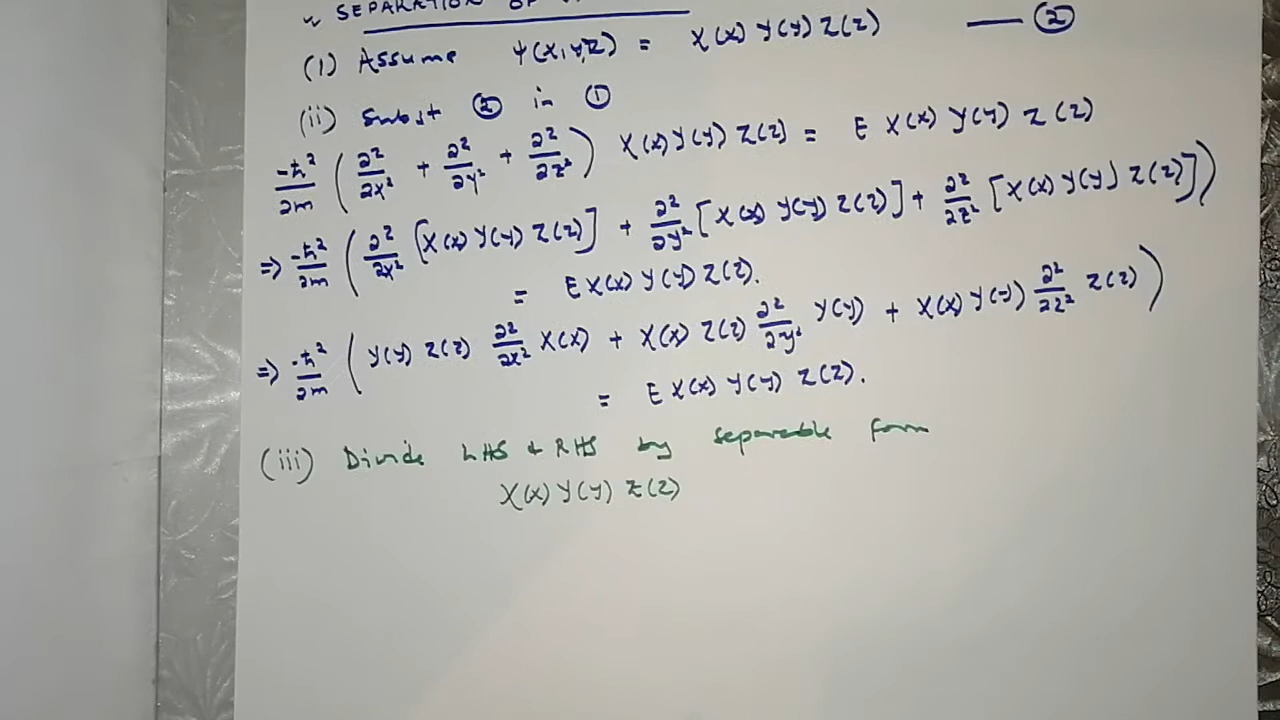 SEPARATION OF
(1) Assume ψ(x,y,z) = X(x) Y(y) Z(z) —— ②
(ii) Subst ② in ①
-ħ²/2m ( ∂²/∂x² + ∂²/∂y² + ∂²/∂z² ) X(x) Y(y) Z(z) = E X(x) Y(y) Z(z)
=> -ħ²/2m ( ∂²/∂x² [X(x) Y(y) Z(z)] + ∂²/∂y² [X(x) Y(y) Z(z)] + ∂²/∂z² [X(x) Y(y) Z(z)] )
= E X(x) Y(y) Z(z).
=> -ħ²/2m ( Y(y) Z(z) ∂²/∂x² X(x) + X(x) Z(z) ∂²/∂y² Y(y) + X(x) Y(y) ∂²/∂z² Z(z) )
= E X(x) Y(y) Z(z).
(iii) Divide LHS & RHS by separable form
X(x) Y(y) Z(z)